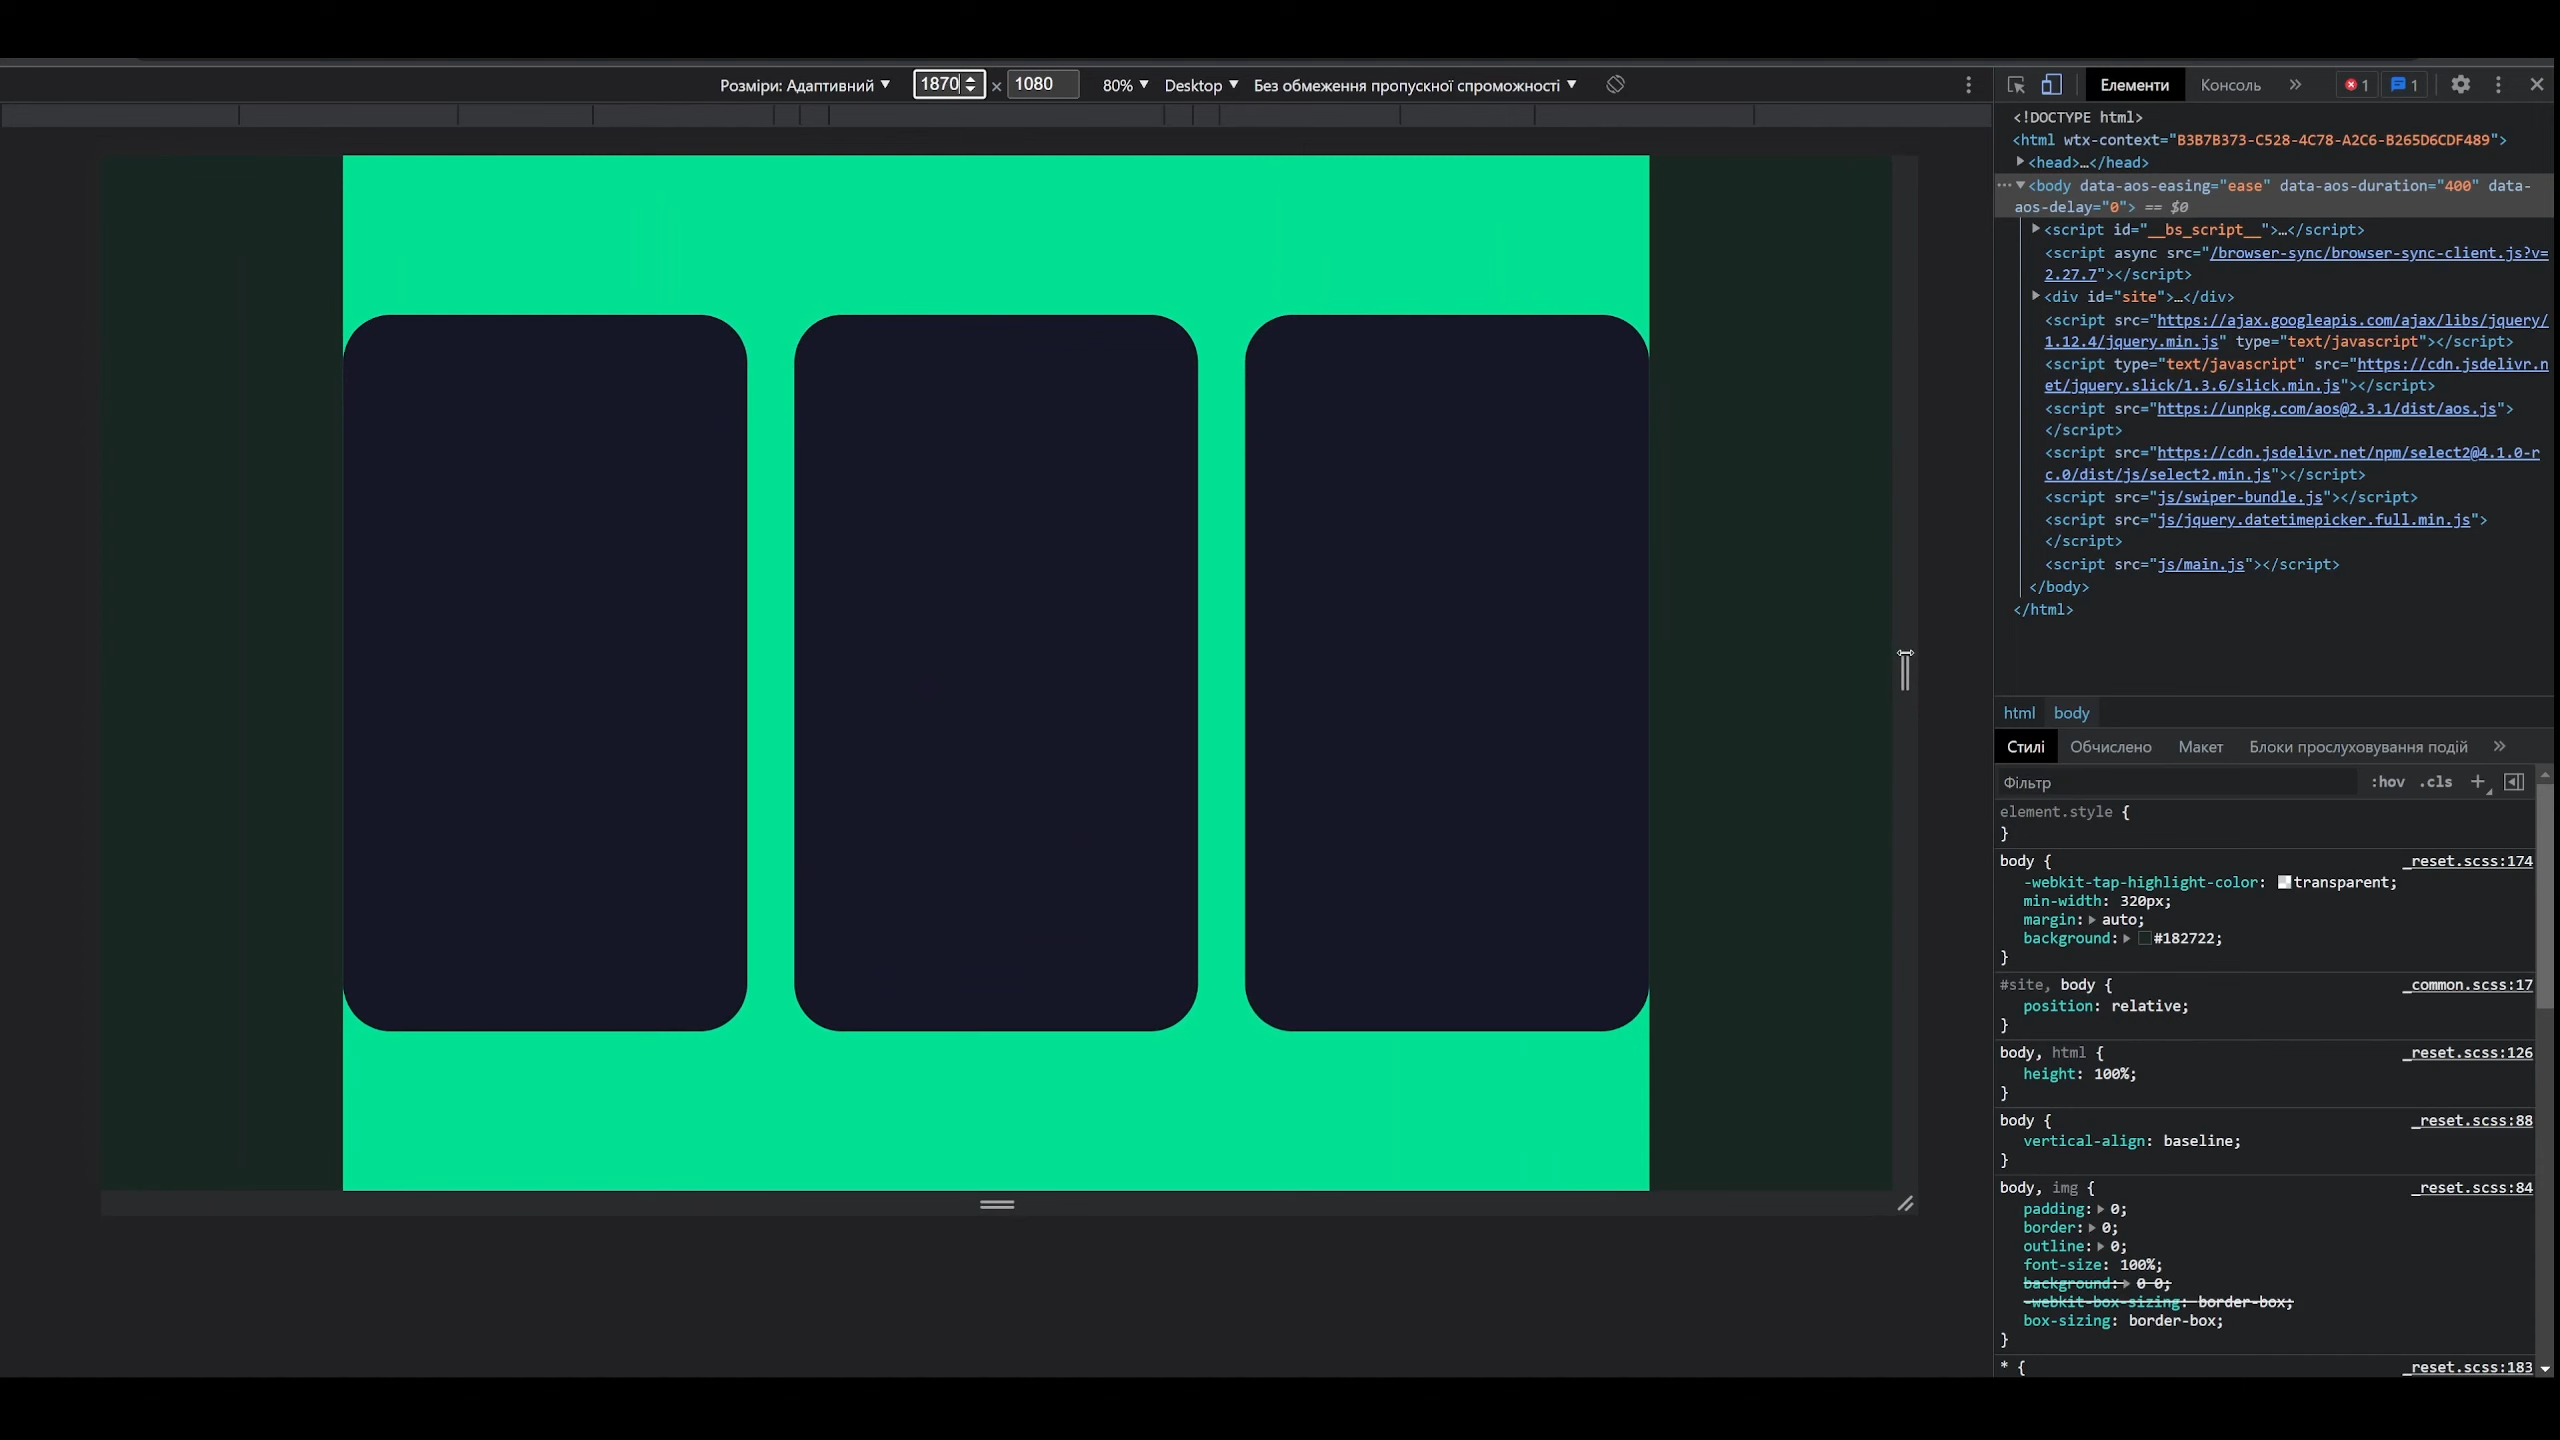 Розміри: Адаптивний ▼ 1870 × 1080 80% ▼ Desktop ▼ Без обмеження пропускної спроможності ▼
Елементи Консоль » 1 1
<!DOCTYPE html>
<html wtx-context="B3B7B373-C528-4C78-A2C6-B265D6CDF489">
<head>…</head>
<body data-aos-easing="ease" data-aos-duration="400" data-
aos-delay="0"> == $0
<script id="__bs_script__">…</script>
<script async src="/browser-sync/browser-sync-client.js?v=
2.27.7"></script>
<div id="site">…</div>
<script src="https://ajax.googleapis.com/ajax/libs/jquery/
1.12.4/jquery.min.js" type="text/javascript"></script>
<script type="text/javascript" src="https://cdn.jsdelivr.n
et/jquery.slick/1.3.6/slick.min.js"></script>
<script src="https://unpkg.com/aos@2.3.1/dist/aos.js">
</script>
<script src="https://cdn.jsdelivr.net/npm/select2@4.1.0-r
c.0/dist/js/select2.min.js"></script>
<script src="js/swiper-bundle.js"></script>
<script src="js/jquery.datetimepicker.full.min.js">
</script>
<script src="js/main.js"></script>
</body>
</html>
html body
Стилі Обчислено Макет Блоки прослуховування подій »
Фільтр :hov .cls +
element.style {
}
body { _reset.scss:174
-webkit-tap-highlight-color: transparent;
min-width: 320px;
margin: auto;
background: #182722;
}
#site, body { _common.scss:17
position: relative;
}
body, html { _reset.scss:126
height: 100%;
}
body { _reset.scss:88
vertical-align: baseline;
}
body, img { _reset.scss:84
padding: 0;
border: 0;
outline: 0;
font-size: 100%;
background: 0 0;
-webkit-box-sizing: border-box;
box-sizing: border-box;
}
* { _reset.scss:183